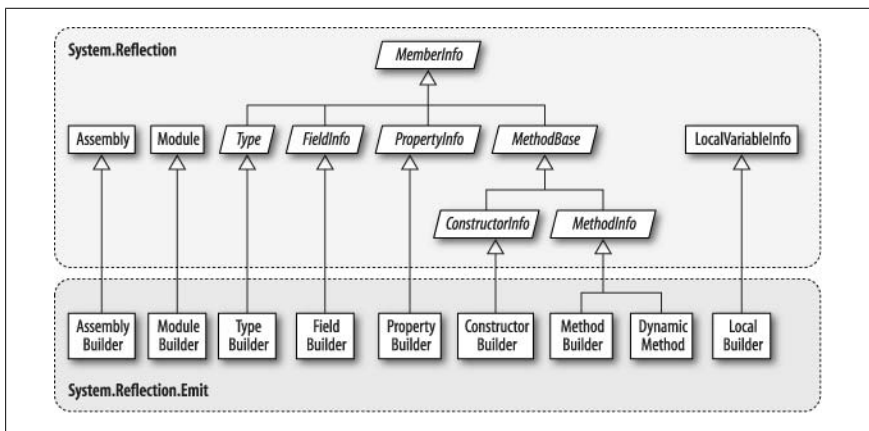 System.Reflection
MemberInfo
Assembly
Module
Type
FieldInfo
PropertyInfo
MethodBase
LocalVariableInfo
ConstructorInfo
MethodInfo
Assembly
Builder
Module
Builder
Type
Builder
Field
Builder
Property
Builder
Constructor
Builder
Method
Builder
Dynamic
Method
Local
Builder
System.Reflection.Emit